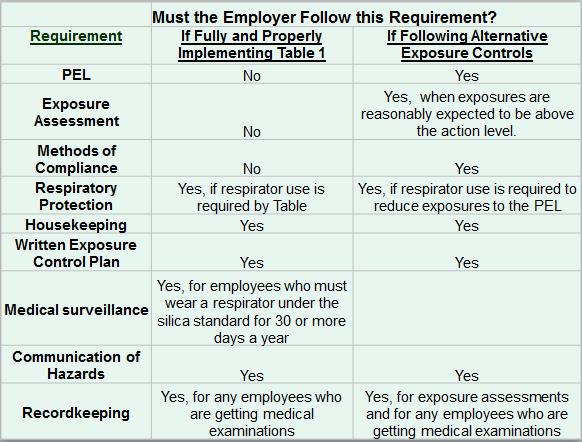 Must the Employer Follow this Requirement?
Requirement
If Fully and Properly
Implementing Table 1
If Following Alternative
Exposure Controls
PEL
No
Yes
Exposure
Assessment
No
Yes, when exposures are
reasonably expected to be above
the action level.
Methods of
Compliance
No
Yes
Respiratory
Protection
Yes, if respirator use is
required by Table
Yes, if respirator use is required to
reduce exposures to the PEL
Housekeeping
Yes
Yes
Written Exposure
Control Plan
Yes
Yes
Medical surveillance
Yes, for employees who must
wear a respirator under the
silica standard for 30 or more
days a year
Communication of
Hazards
Yes
Yes
Recordkeeping
Yes, for any employees who
are getting medical
examinations
Yes, for exposure assessments
and for any employees who are
getting medical examinations